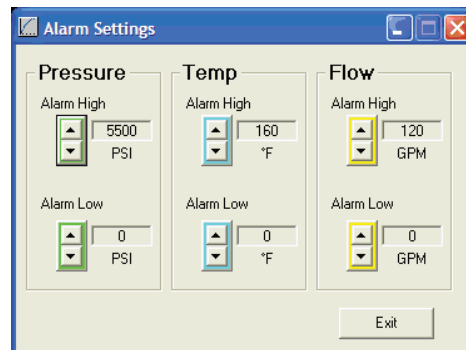 Alarm Settings
Pressure
Alarm High
5500
PSI
Alarm Low
0
PSI
Temp
Alarm High
160
°F
Alarm Low
0
°F
Flow
Alarm High
120
GPM
Alarm Low
0
GPM
Exit